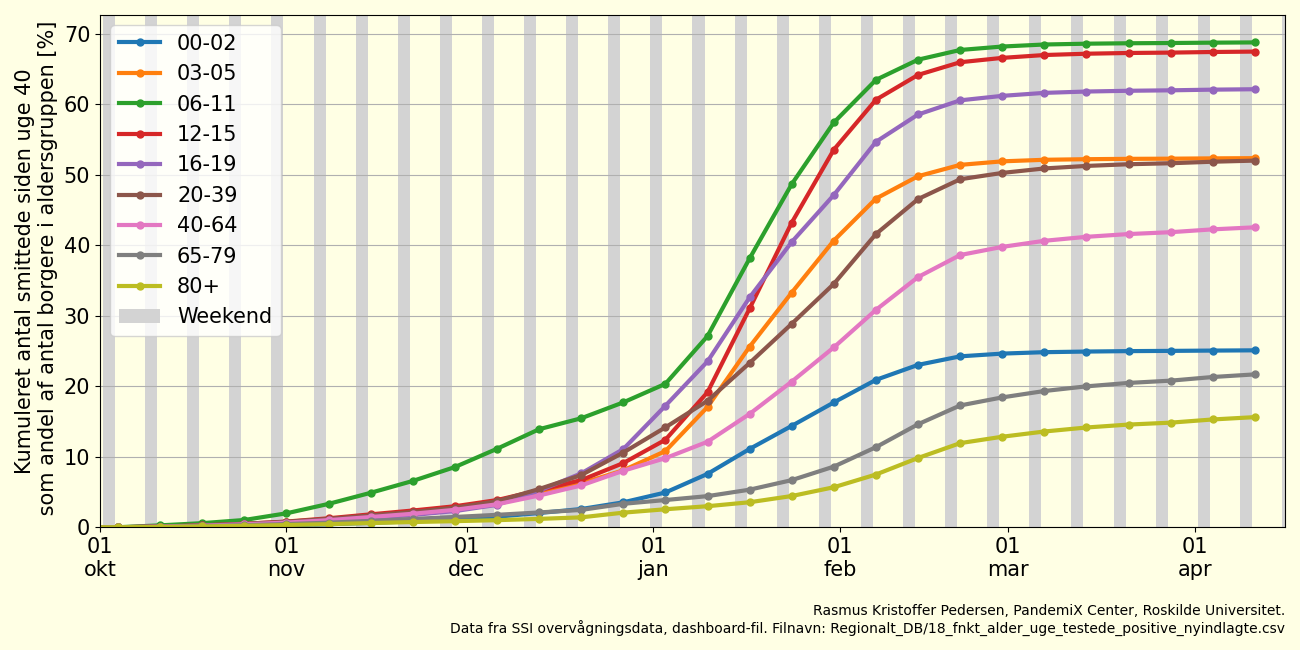 Kumuleret antal smittede siden uge 40
som andel af antal borgere i aldersgruppen [%]
70
60
50
40
30
20
10
0
00-02
03-05
06-11
12-15
16-19
20-39
40-64
65-79
80+
Weekend
01 01 01 01 01 01 01
okt nov dec jan feb mar apr
Rasmus Kristoffer Pedersen, PandemiX Center, Roskilde Universitet.
Data fra SSI overvågningsdata, dashboard-fil. Filnavn: Regionalt_DB/18_fnkt_alder_uge_testede_positive_nyindlagte.csv